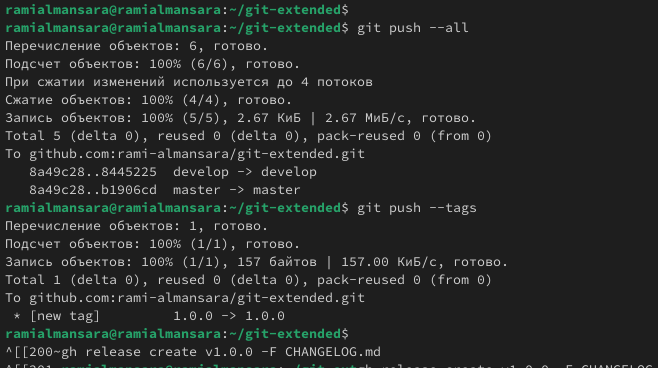 ramialmansara@ramialmansara:~/git-extended$
ramialmansara@ramialmansara:~/git-extended$ git push --all
Перечисление объектов: 6, готово.
Подсчет объектов: 100% (6/6), готово.
При сжатии изменений используется до 4 потоков
Сжатие объектов: 100% (4/4), готово.
Запись объектов: 100% (5/5), 2.67 КиБ | 2.67 МиБ/с, готово.
Total 5 (delta 0), reused 0 (delta 0), pack-reused 0 (from 0)
To github.com:rami-almansara/git-extended.git
   8a49c28..8445225  develop -> develop
   8a49c28..b1906cd  master -> master
ramialmansara@ramialmansara:~/git-extended$ git push --tags
Перечисление объектов: 1, готово.
Подсчет объектов: 100% (1/1), готово.
Запись объектов: 100% (1/1), 157 байтов | 157.00 КиБ/с, готово.
Total 1 (delta 0), reused 0 (delta 0), pack-reused 0 (from 0)
To github.com:rami-almansara/git-extended.git
 * [new tag]         1.0.0 -> 1.0.0
ramialmansara@ramialmansara:~/git-extended$
^[[200~gh release create v1.0.0 -F CHANGELOG.md